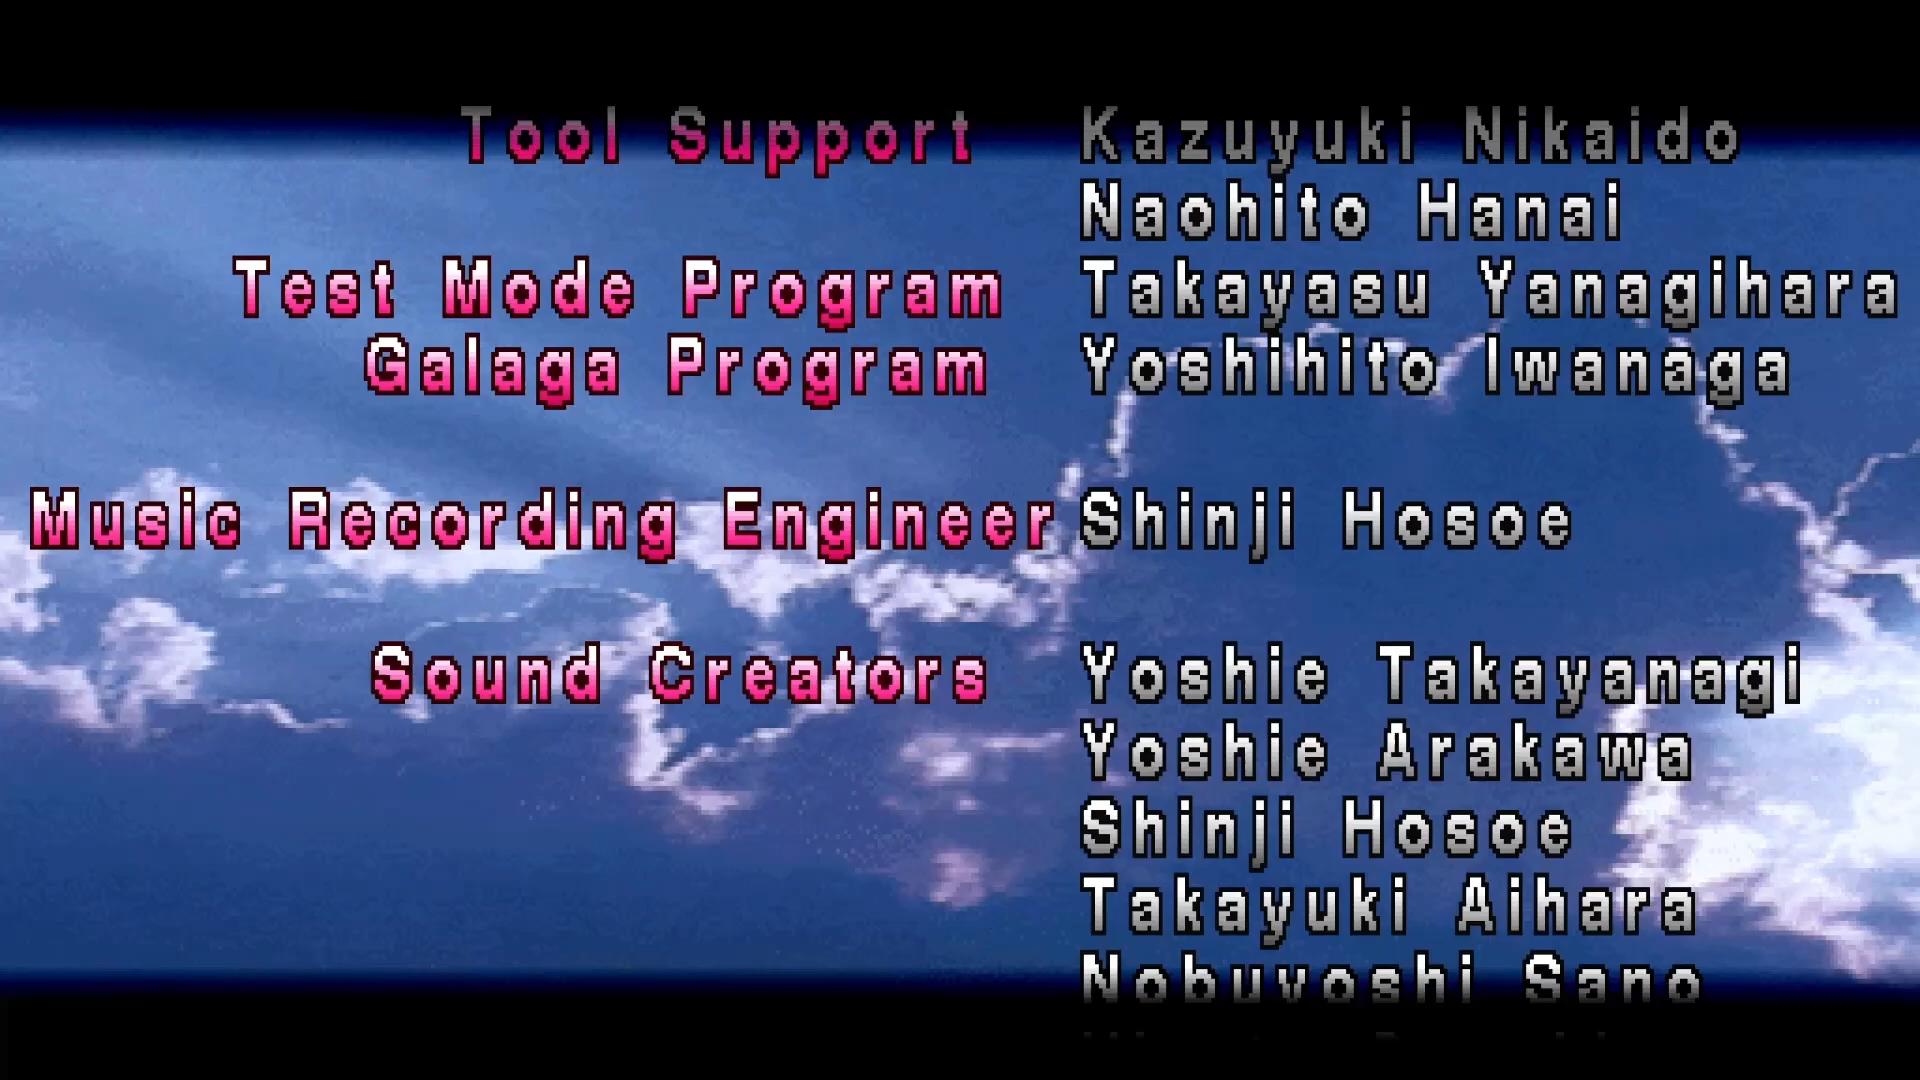 Tool Support Kazuyuki Nikaido
Naohito Hanai
Test Mode Program Takayasu Yanagihara
Galaga Program Yoshihito Iwanaga
Music Recording Engineer Shinji Hosoe
Sound Creators Yoshie Takayanagi
Yoshie Arakawa
Shinji Hosoe
Takayuki Aihara
Nobuyoshi Sano